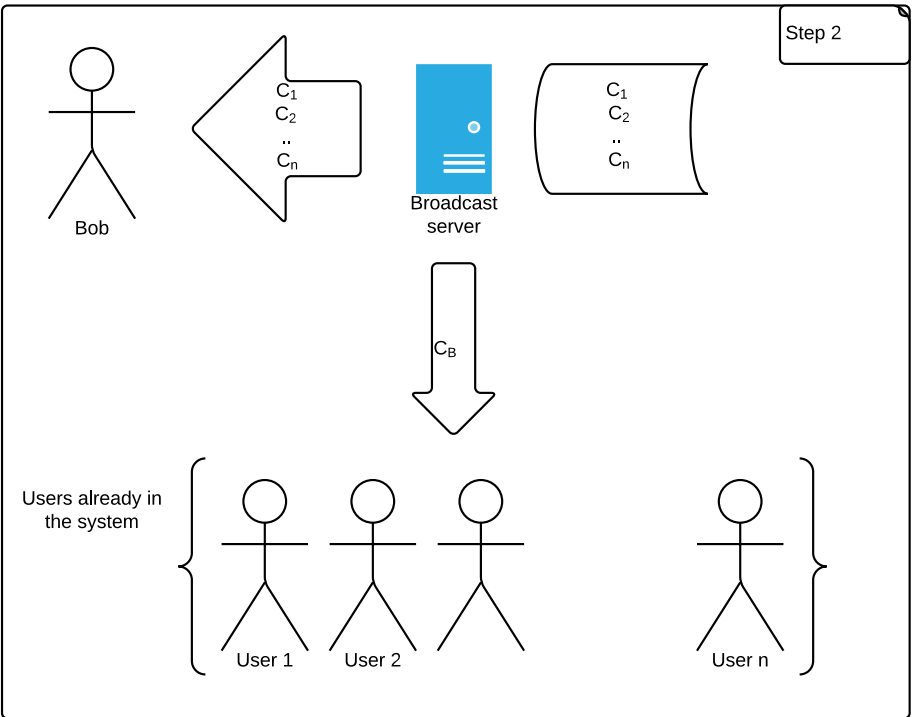 Step 2
C₁
C₂
..
Cₙ
C₁
C₂
..
Cₙ
Bob
Broadcast
server
C_B
Users already in
the system
User 1
User 2
User n